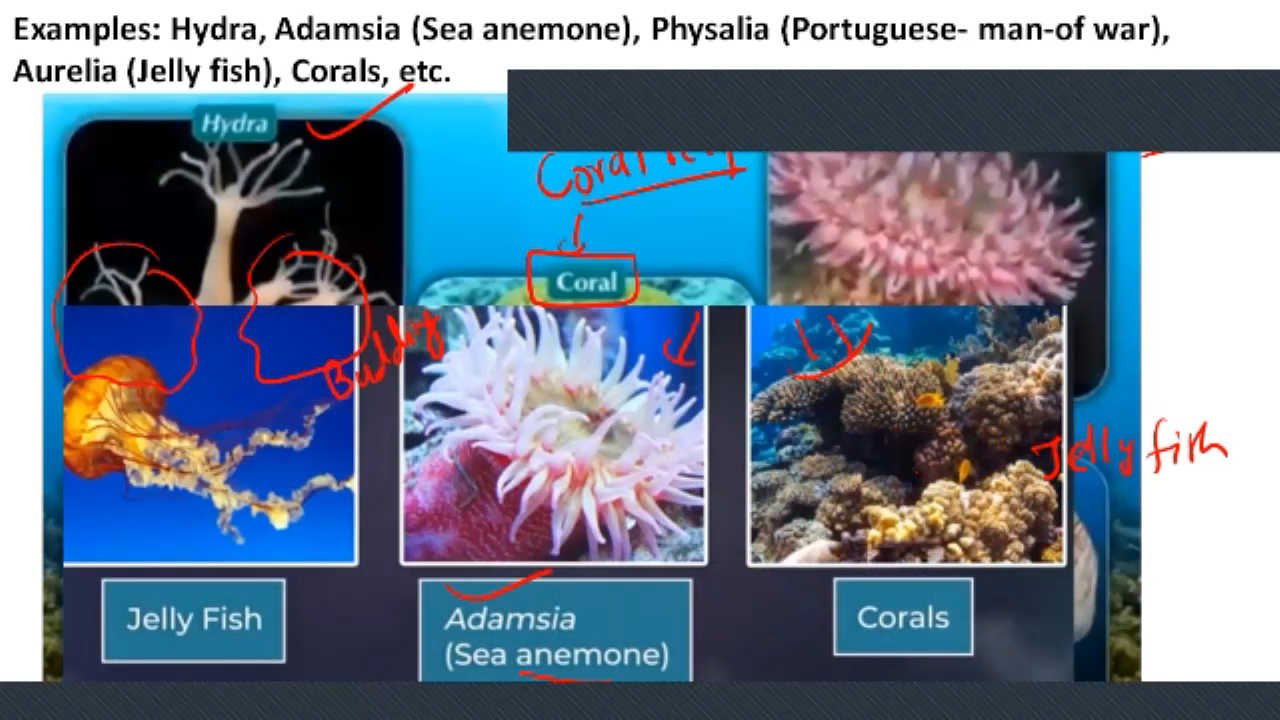 Examples: Hydra, Adamsia (Sea anemone), Physalia (Portuguese- man-of war),
Aurelia (Jelly fish), Corals, etc.
Hydra
Coral
Coral
Budding
Jelly fish
Jelly Fish
Adamsia
(Sea anemone)
Corals